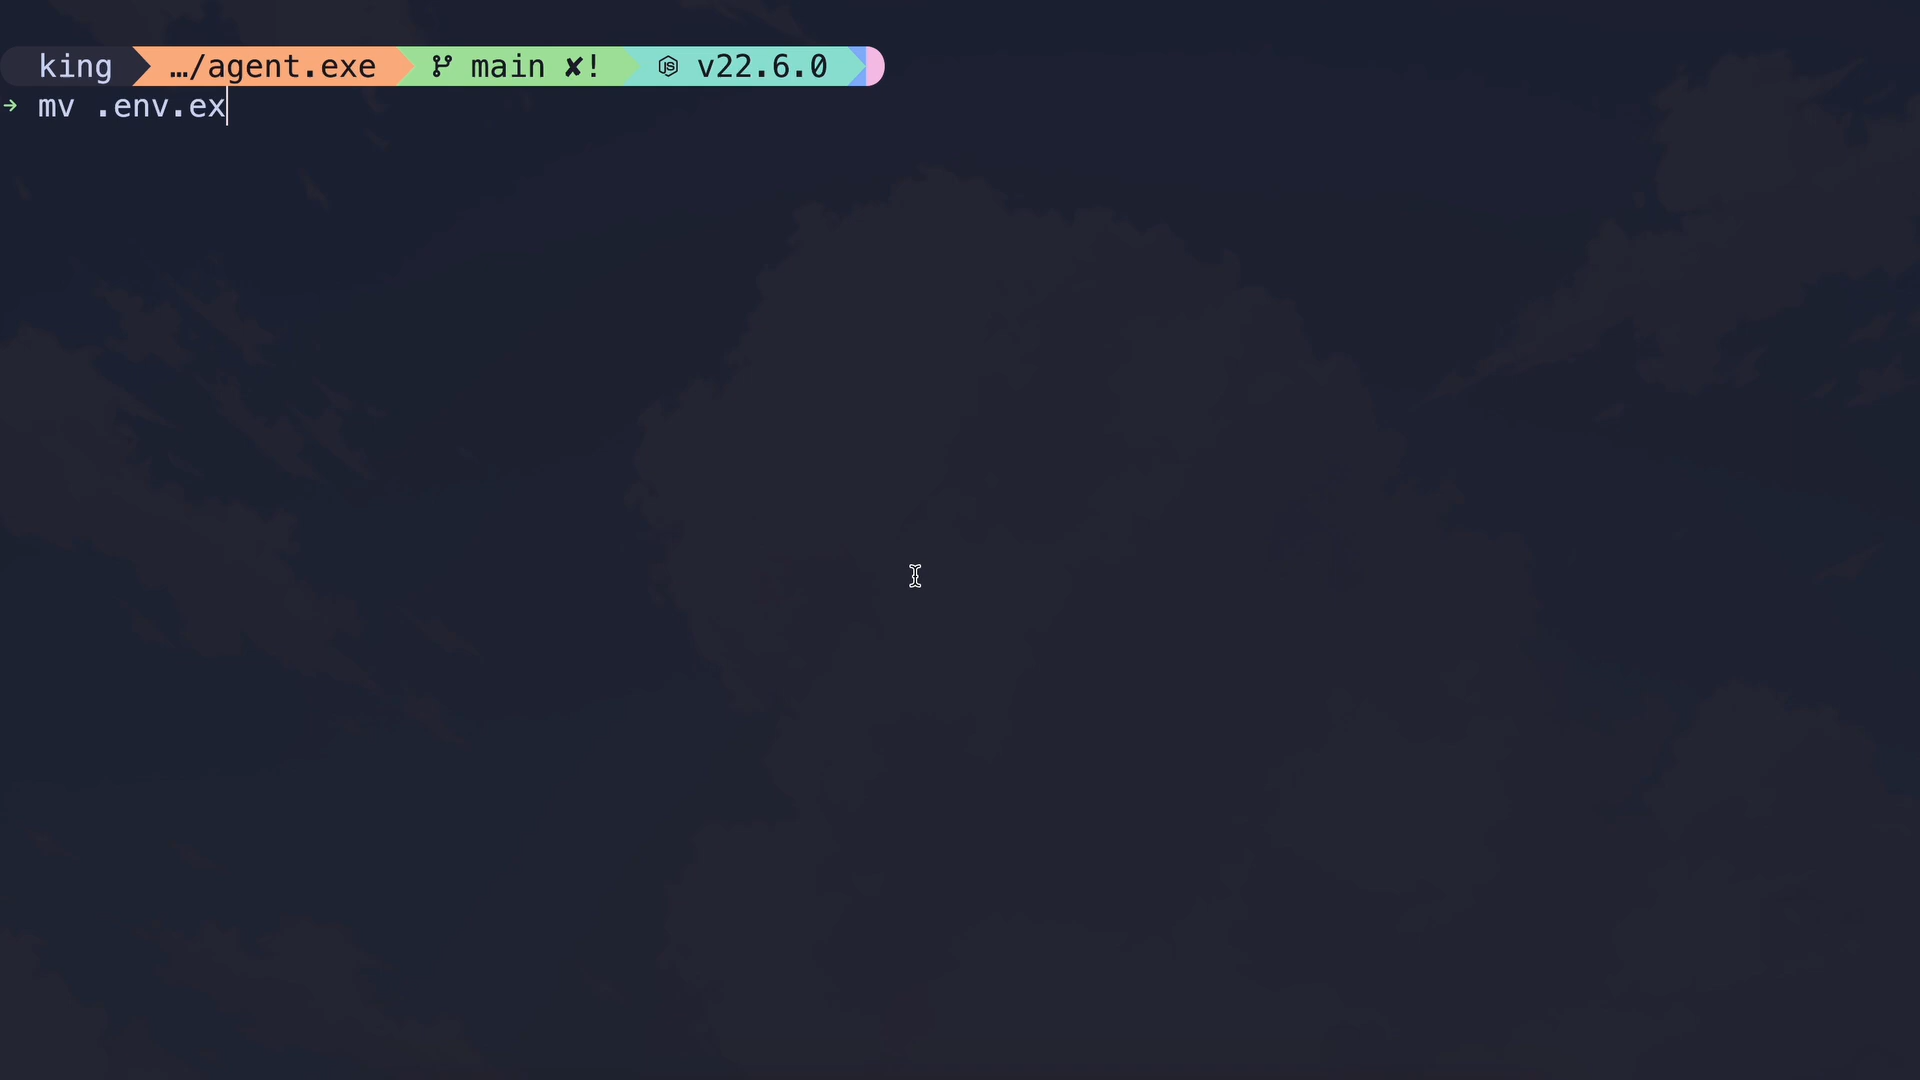 king …/agent.exe main ✘! v22.6.0
→ mv .env.ex